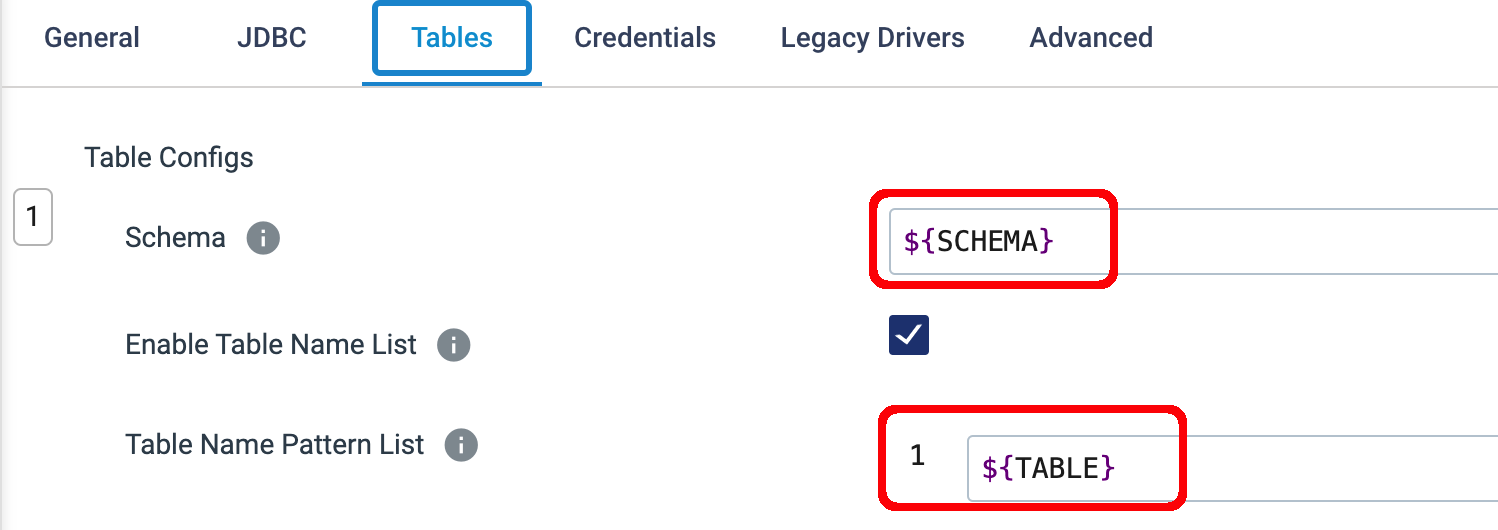 General JDBC Tables Credentials Legacy Drivers Advanced
Table Configs
1
Schema i ${SCHEMA}
Enable Table Name List i
Table Name Pattern List i 1 ${TABLE}